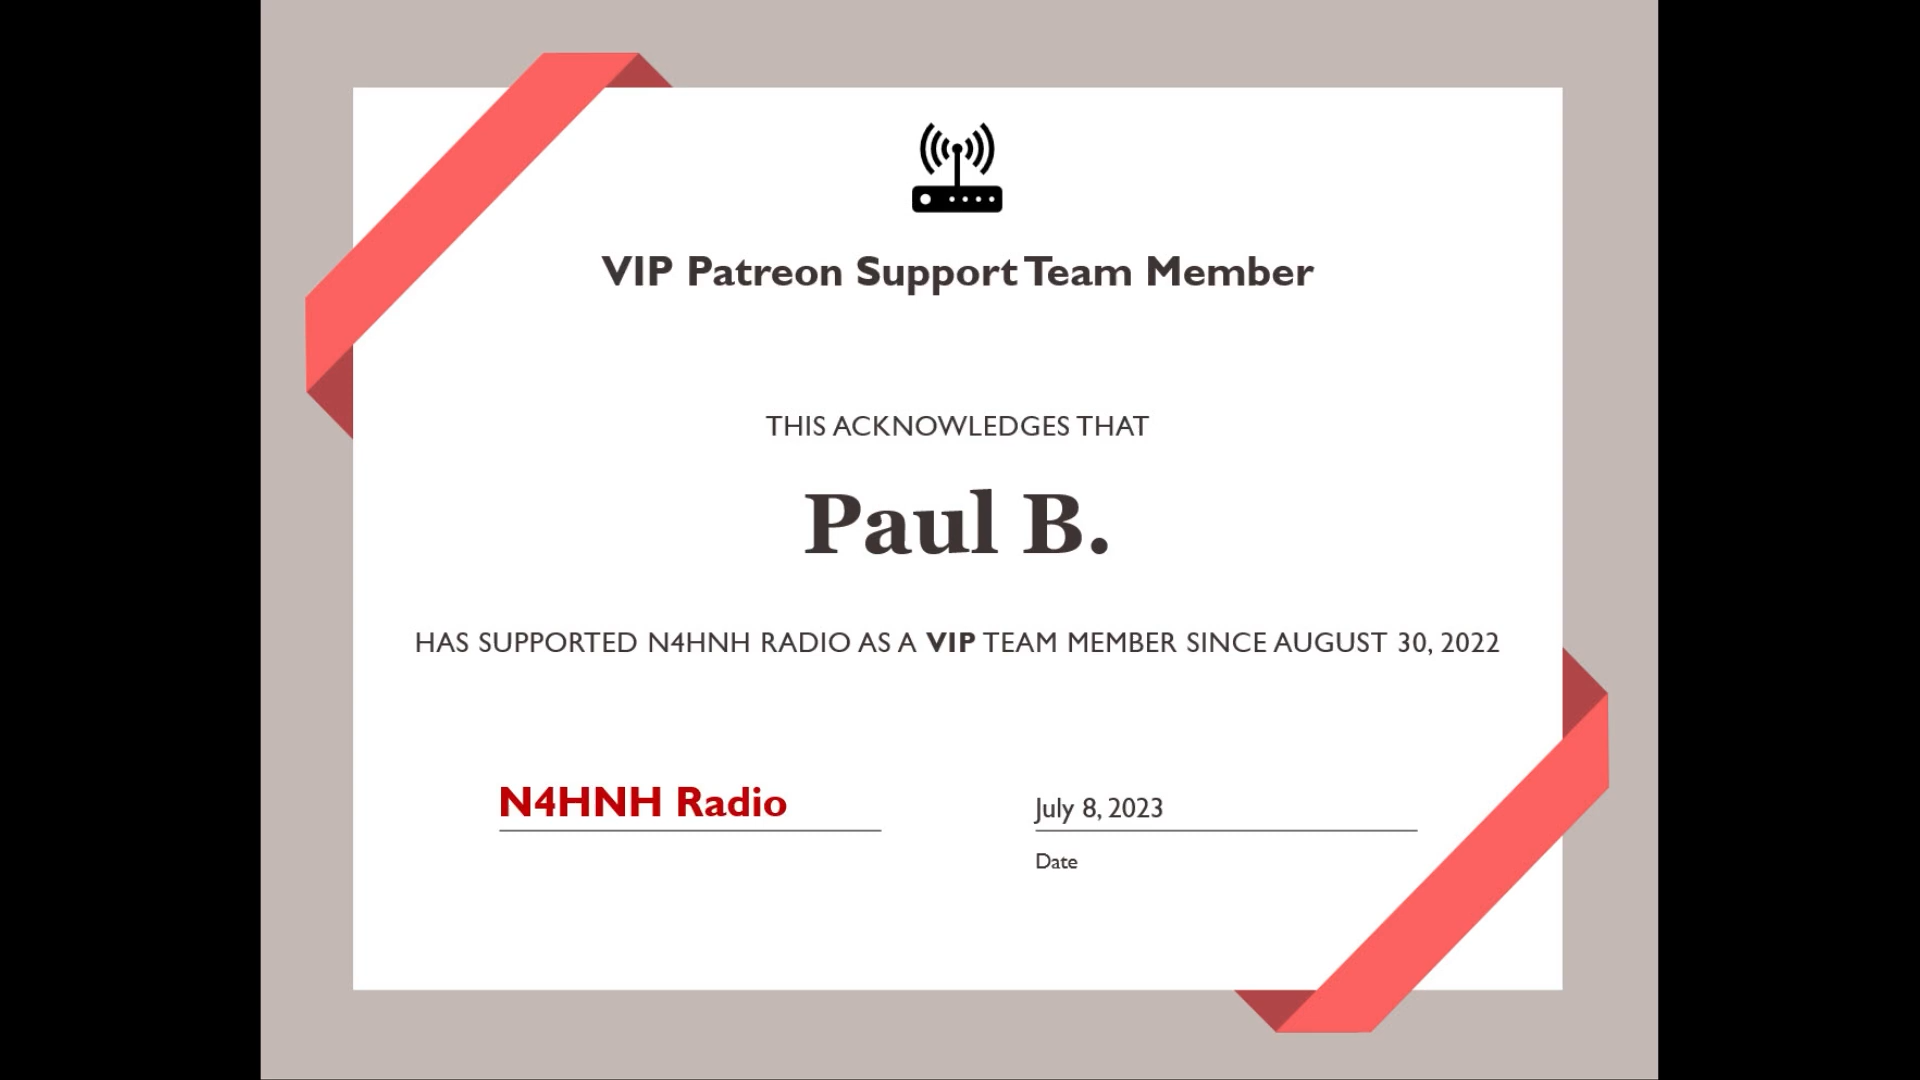 VIP Patreon Support Team Member
THIS ACKNOWLEDGES THAT
Paul B.
HAS SUPPORTED N4HNH RADIO AS A VIP TEAM MEMBER SINCE AUGUST 30, 2022
N4HNH Radio
July 8, 2023
Date